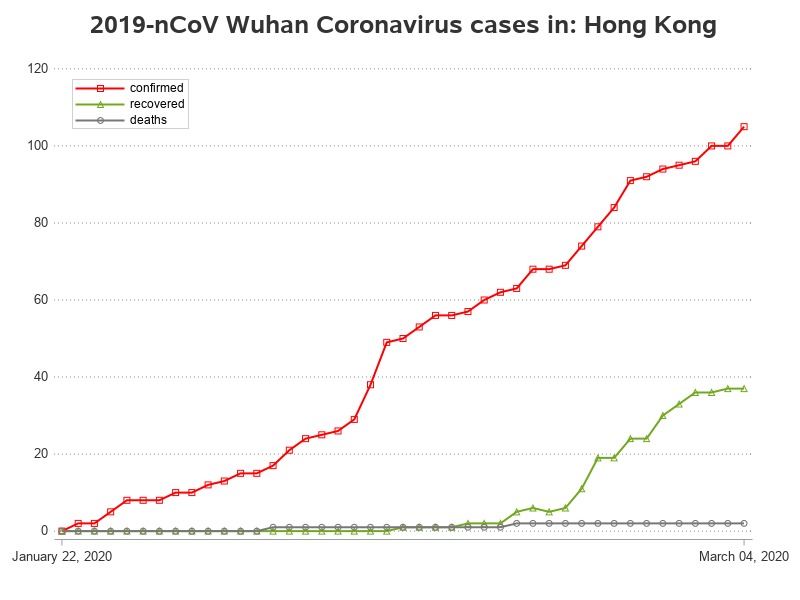 2019-nCoV Wuhan Coronavirus cases in: Hong Kong
120
confirmed
recovered
deaths
100
80
60
40
20
0
January 22, 2020
March 04, 2020